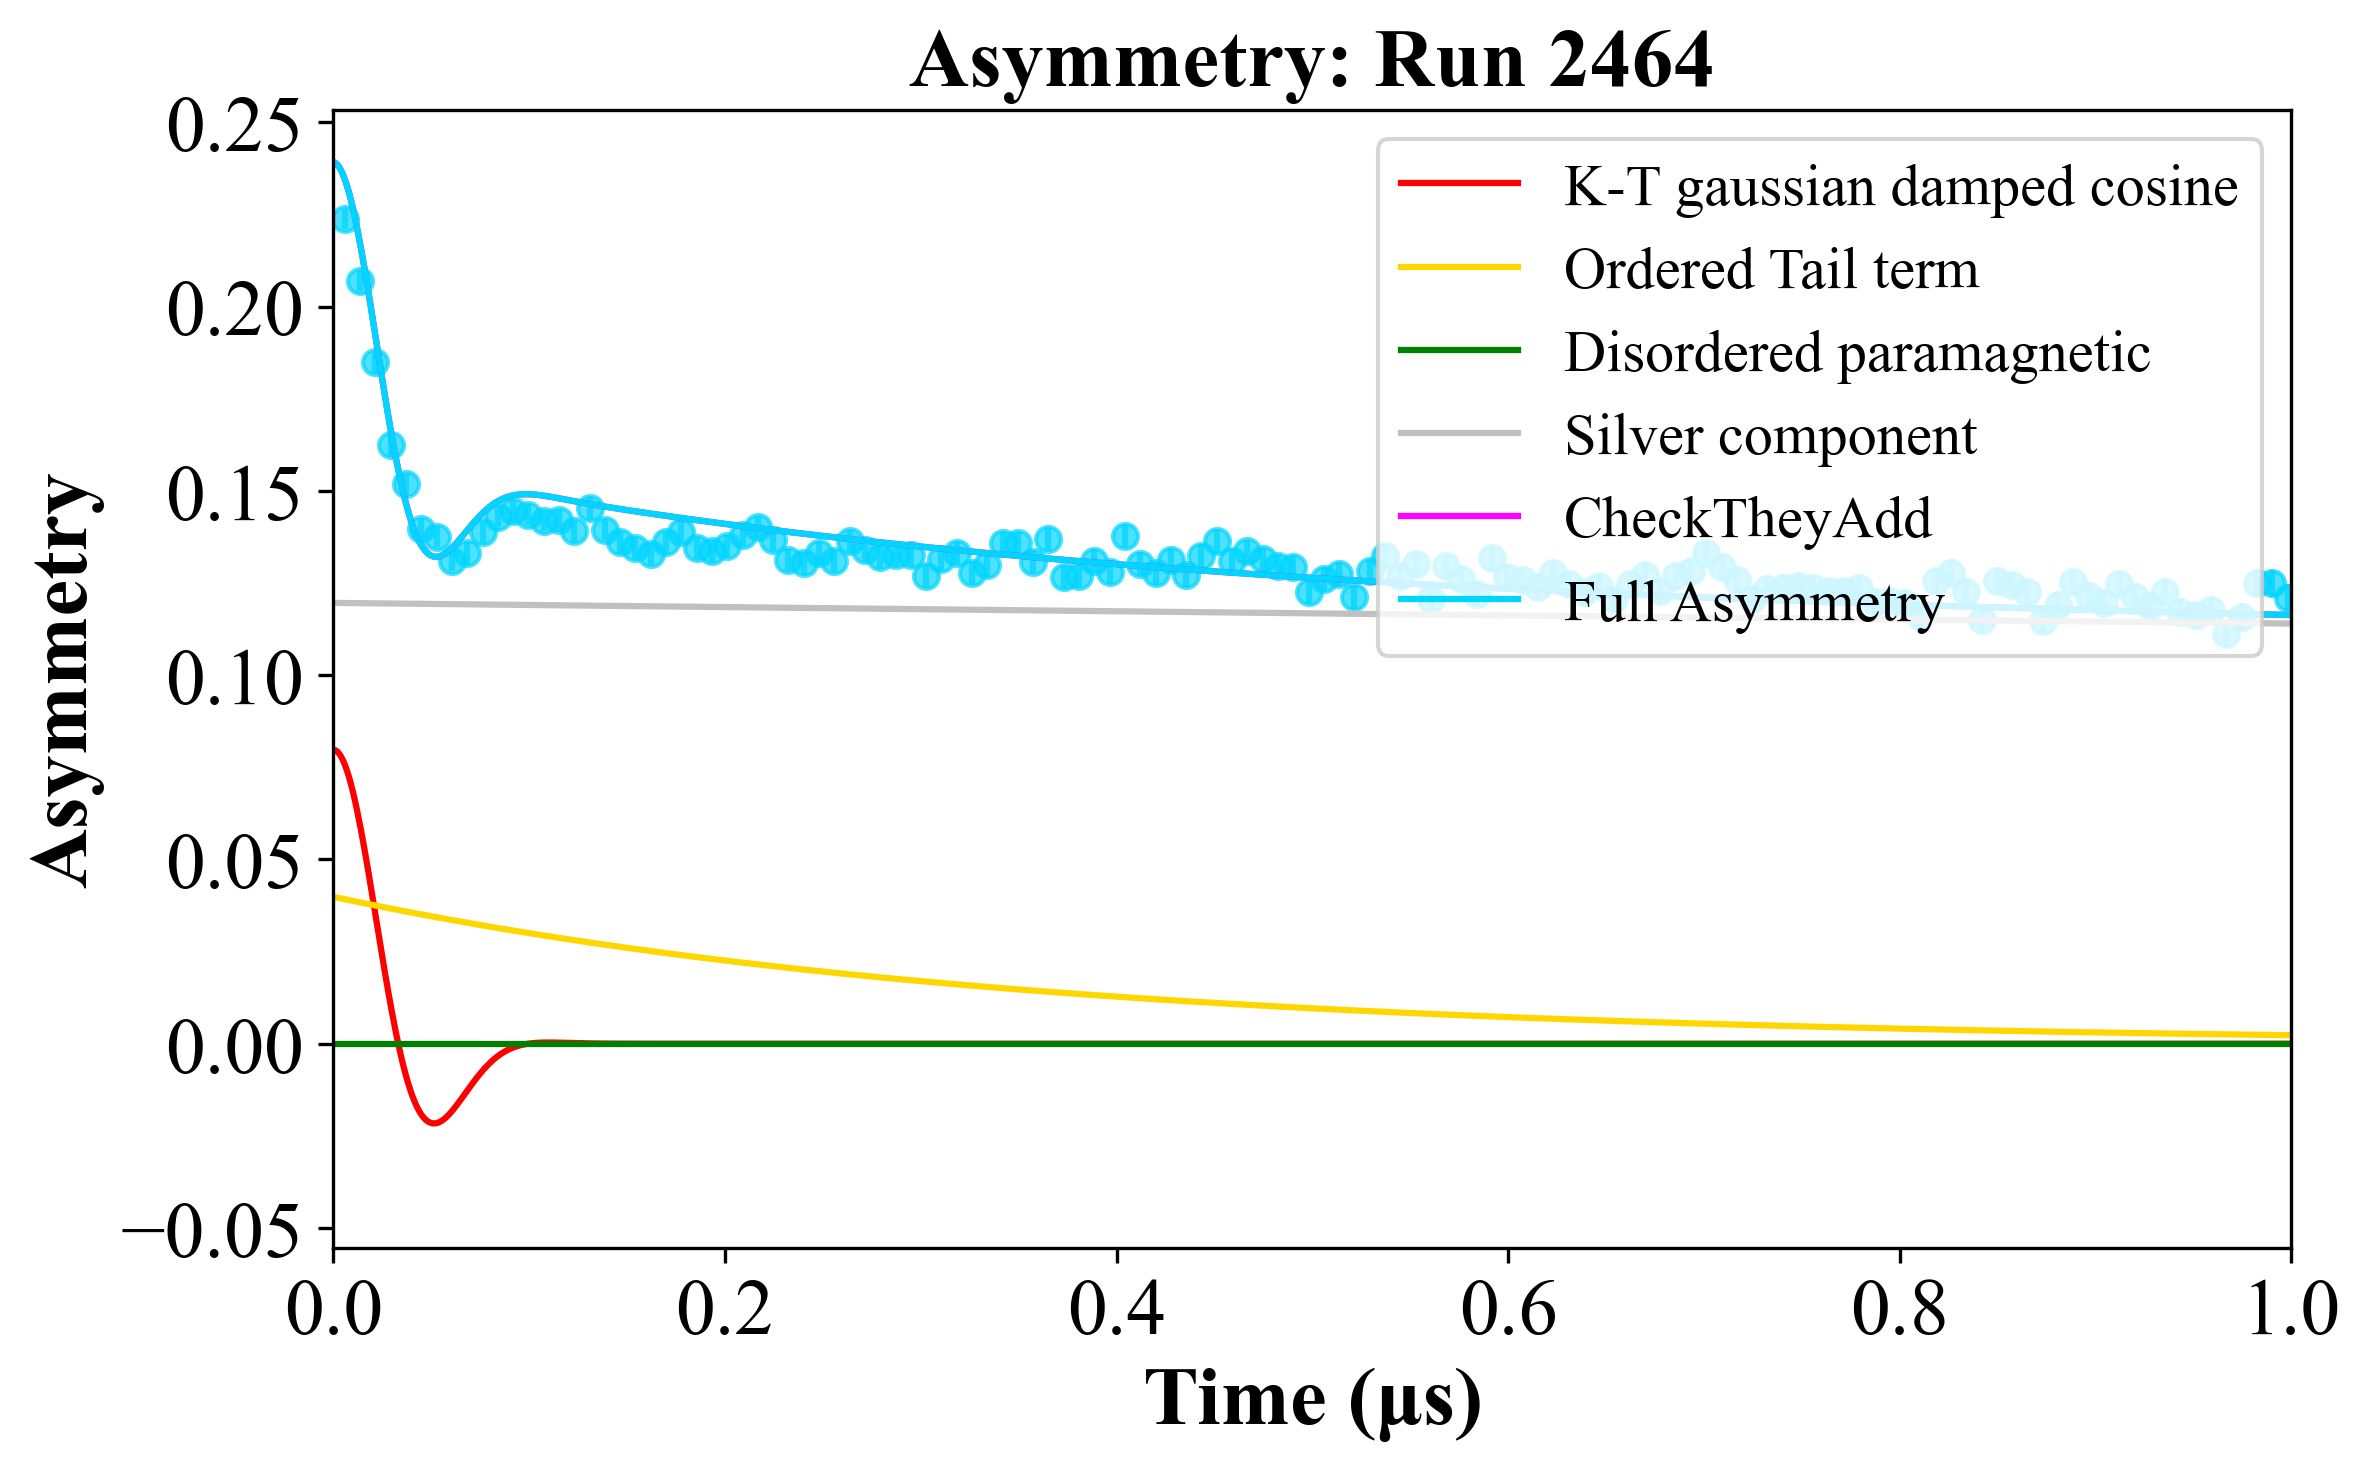 Asymmetry: Run 2464
0.25
0.20
0.15
0.10
0.05
0.00
−0.05
Asymmetry
K-T gaussian damped cosine
Ordered Tail term
Disordered paramagnetic
Silver component
CheckTheyAdd
Full Asymmetry
0.0 0.2 0.4 0.6 0.8 1.0
Time (μs)